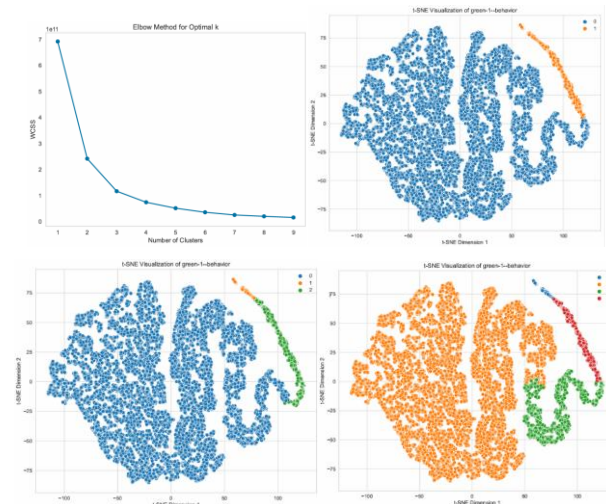 Elbow Method for Optimal k
1e11
7
6
5
4
3
2
1
0
WCSS
1 2 3 4 5 6 7 8 9
Number of Clusters
t-SNE Visualization of green-1--behavior
0
1
75
50
25
0
−25
−50
−75
t-SNE Dimension 2
−100 −50 0 50 100
t-SNE Dimension 1
t-SNE Visualization of green-1--behavior
0
1
2
75
50
25
0
−25
−50
−75
t-SNE Dimension 2
−100 −50 0 50 100
t-SNE Visualization of green-1--behavior
75
50
25
0
−25
−50
−75
t-SNE Dimension 2
−100 −50 0 50 100
t-SNE Dimension 1